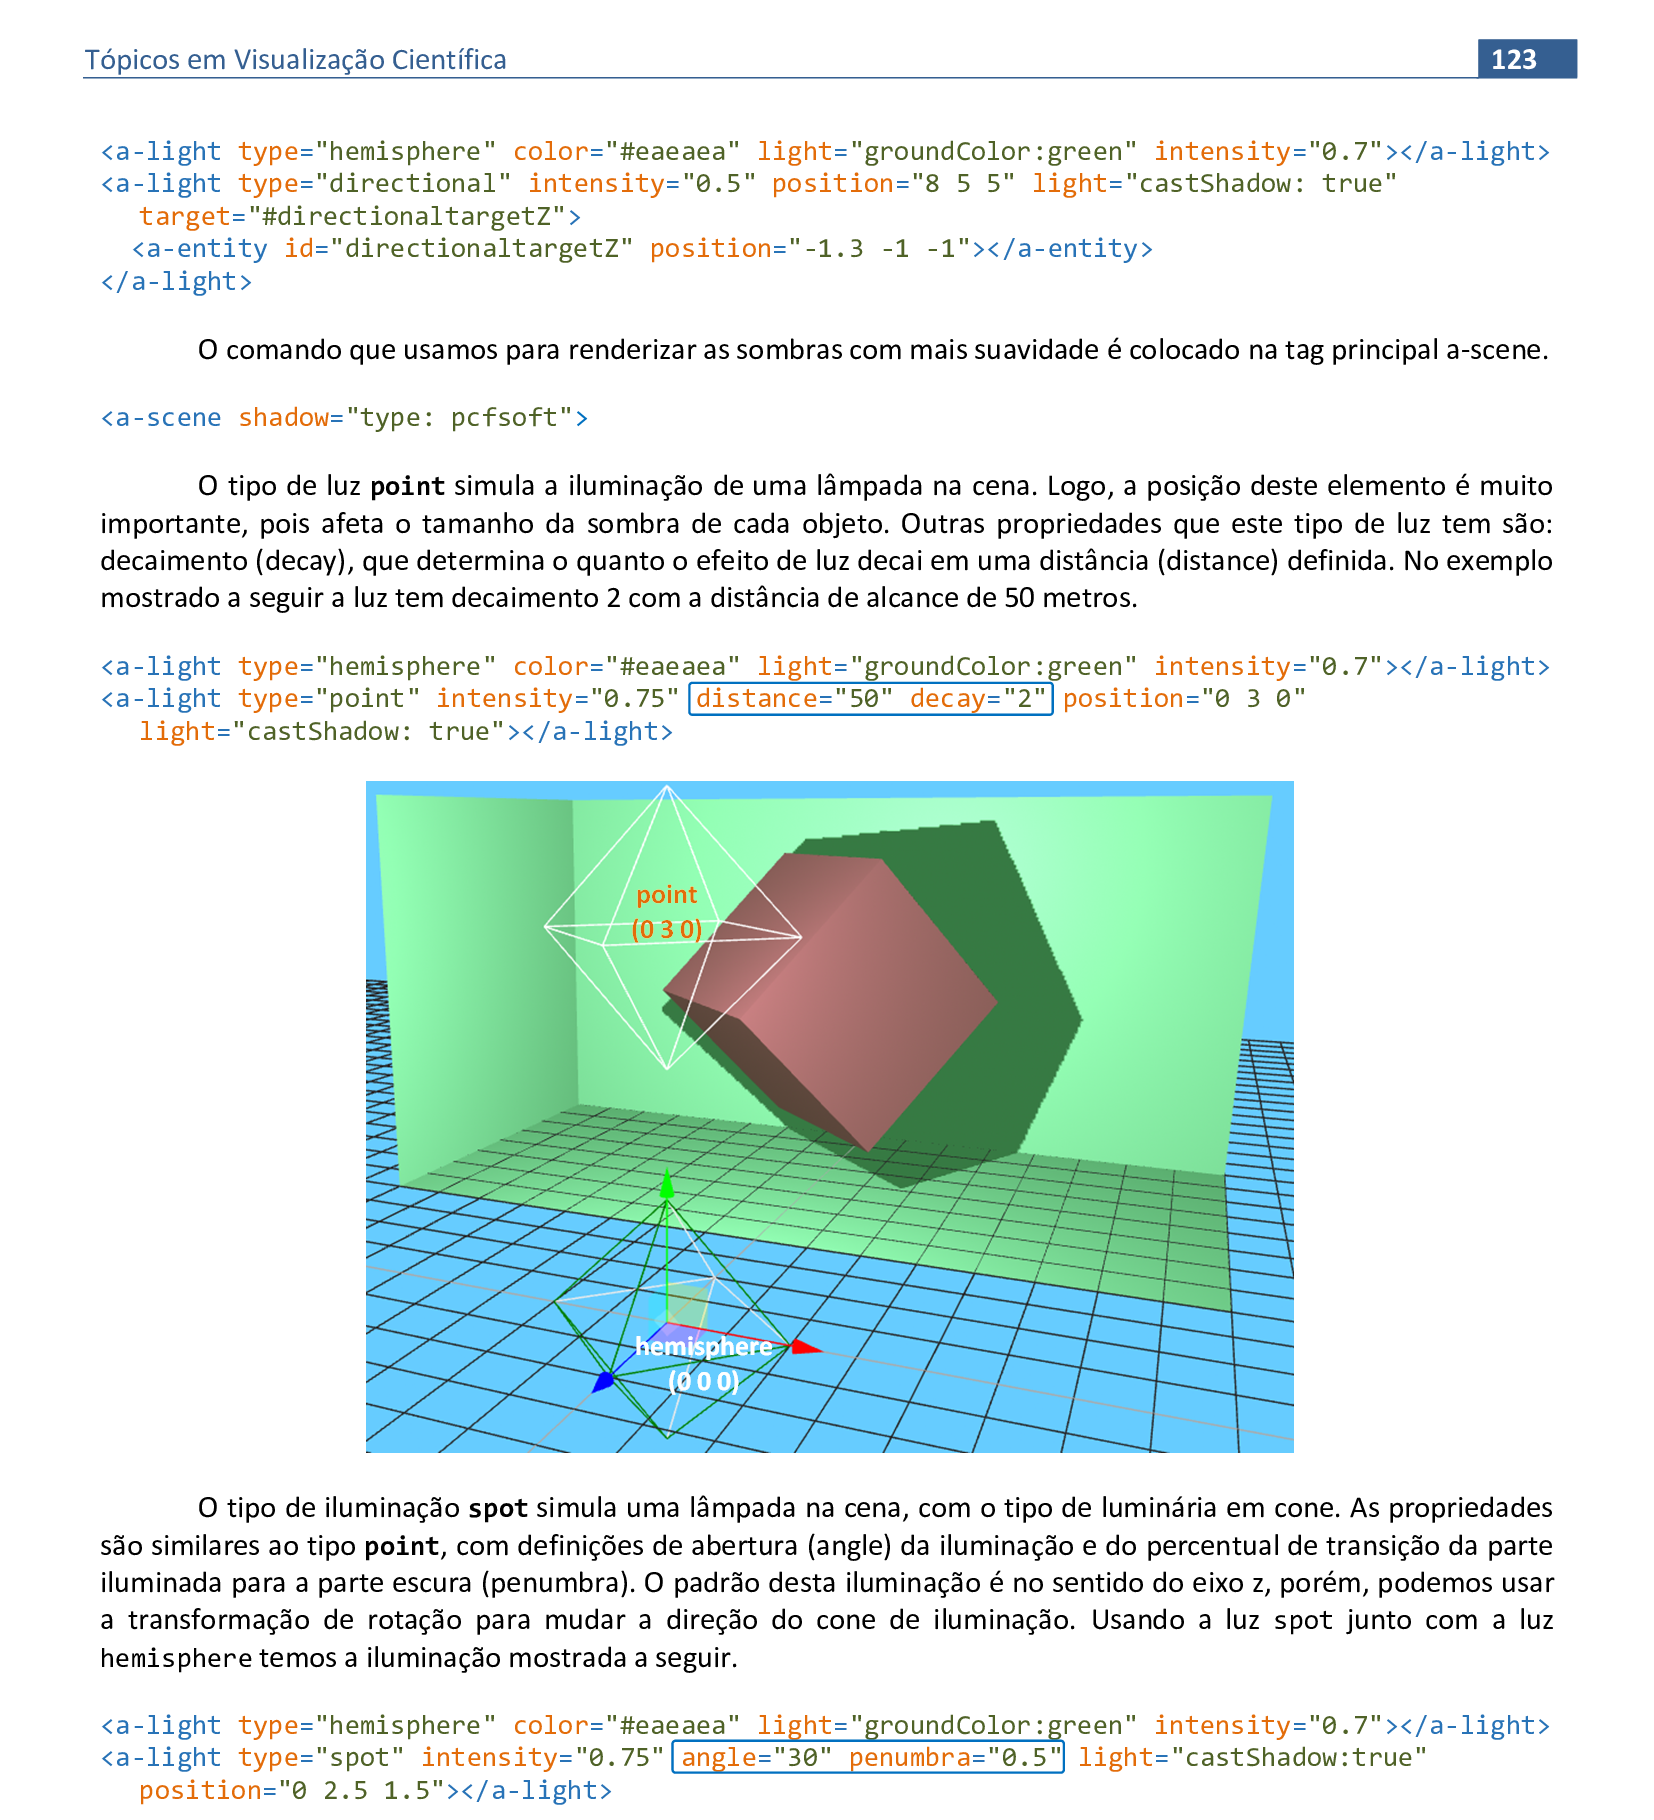 Tópicos em Visualização Científica
123
<a-light type="hemisphere" color="#eaeaea" light="groundColor:green" intensity="0.7"></a-light>
<a-light type="directional" intensity="0.5" position="8 5 5" light="castShadow: true"
target="#directionaltargetZ">
<a-entity id="directionaltargetZ" position="-1.3 -1 -1"></a-entity>
</a-light>
O comando que usamos para renderizar as sombras com mais suavidade é colocado na tag principal a-scene.
<a-scene shadow="type: pcfsoft">
O tipo de luz point simula a iluminação de uma lâmpada na cena. Logo, a posição deste elemento é muito
importante, pois afeta o tamanho da sombra de cada objeto. Outras propriedades que este tipo de luz tem são:
decaimento (decay), que determina o quanto o efeito de luz decai em uma distância (distance) definida. No exemplo
mostrado a seguir a luz tem decaimento 2 com a distância de alcance de 50 metros.
<a-light type="hemisphere" color="#eaeaea" light="groundColor:green" intensity="0.7"></a-light>
<a-light type="point" intensity="0.75" distance="50" decay="2" position="0 3 0"
light="castShadow: true"></a-light>
point
(0 3 0)
hemisphere
(0 0 0)
O tipo de iluminação spot simula uma lâmpada na cena, com o tipo de luminária em cone. As propriedades
são similares ao tipo point, com definições de abertura (angle) da iluminação e do percentual de transição da parte
iluminada para a parte escura (penumbra). O padrão desta iluminação é no sentido do eixo z, porém, podemos usar
a transformação de rotação para mudar a direção do cone de iluminação. Usando a luz spot junto com a luz
hemisphere temos a iluminação mostrada a seguir.
<a-light type="hemisphere" color="#eaeaea" light="groundColor:green" intensity="0.7"></a-light>
<a-light type="spot" intensity="0.75" angle="30" penumbra="0.5" light="castShadow:true"
position="0 2.5 1.5"></a-light>